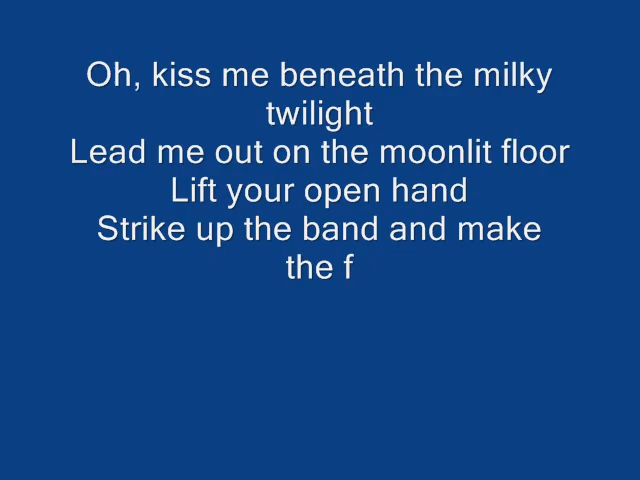 Oh, kiss me beneath the milky
twilight
Lead me out on the moonlit floor
Lift your open hand
Strike up the band and make
the f